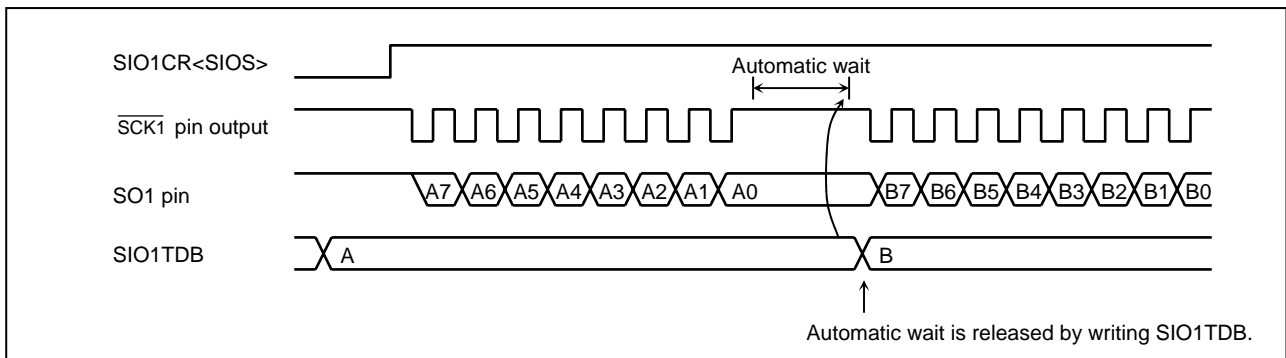 SIO1CR<SIOS>
Automatic wait
SCK1 pin output
SO1 pin
A7 A6 A5 A4 A3 A2 A1 A0 B7 B6 B5 B4 B3 B2 B1 B0
SIO1TDB
A B
Automatic wait is released by writing SIO1TDB.